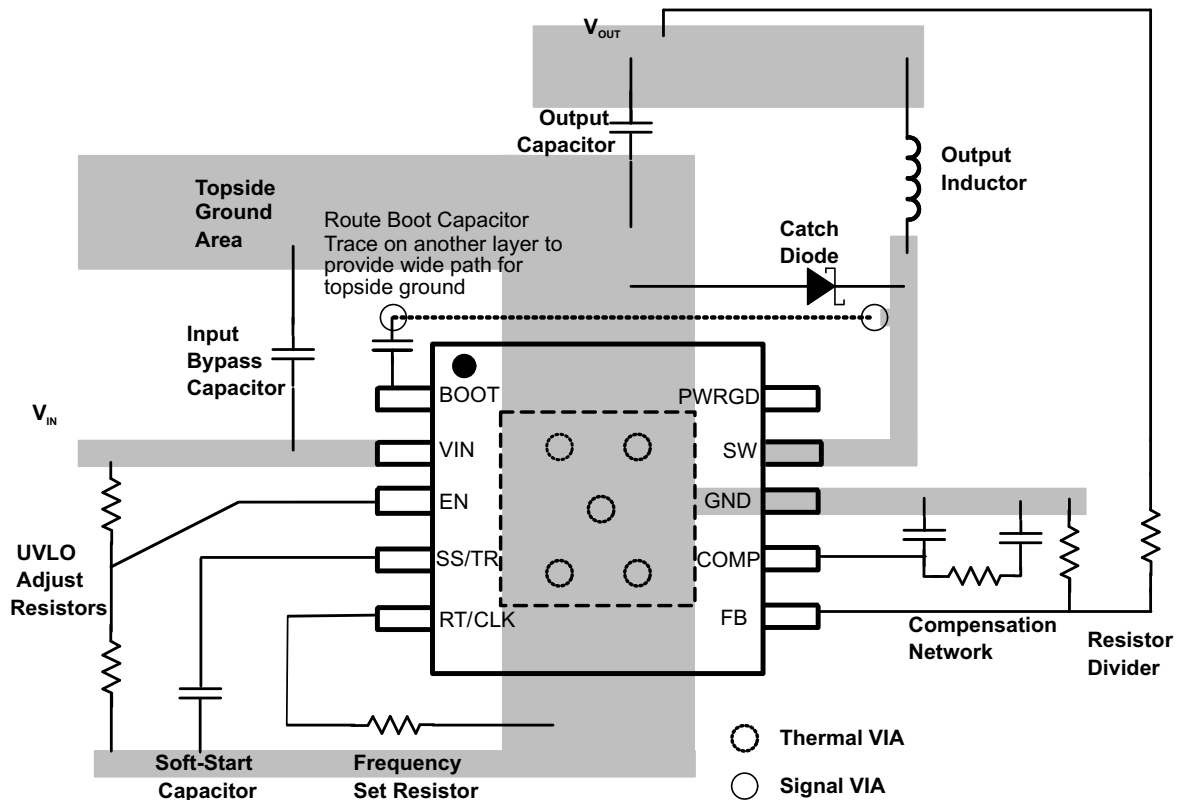 VOUT
Output
Capacitor
Output
Inductor
Topside
Ground
Area
Route Boot Capacitor
Trace on another layer to
provide wide path for
topside ground
Catch
Diode
Input
Bypass
Capacitor
VIN
BOOT
VIN
EN
SS/TR
RT/CLK
PWRGD
SW
GND
COMP
FB
UVLO
Adjust
Resistors
Compensation
Network
Resistor
Divider
Soft-Start
Capacitor
Frequency
Set Resistor
Thermal VIA
Signal VIA